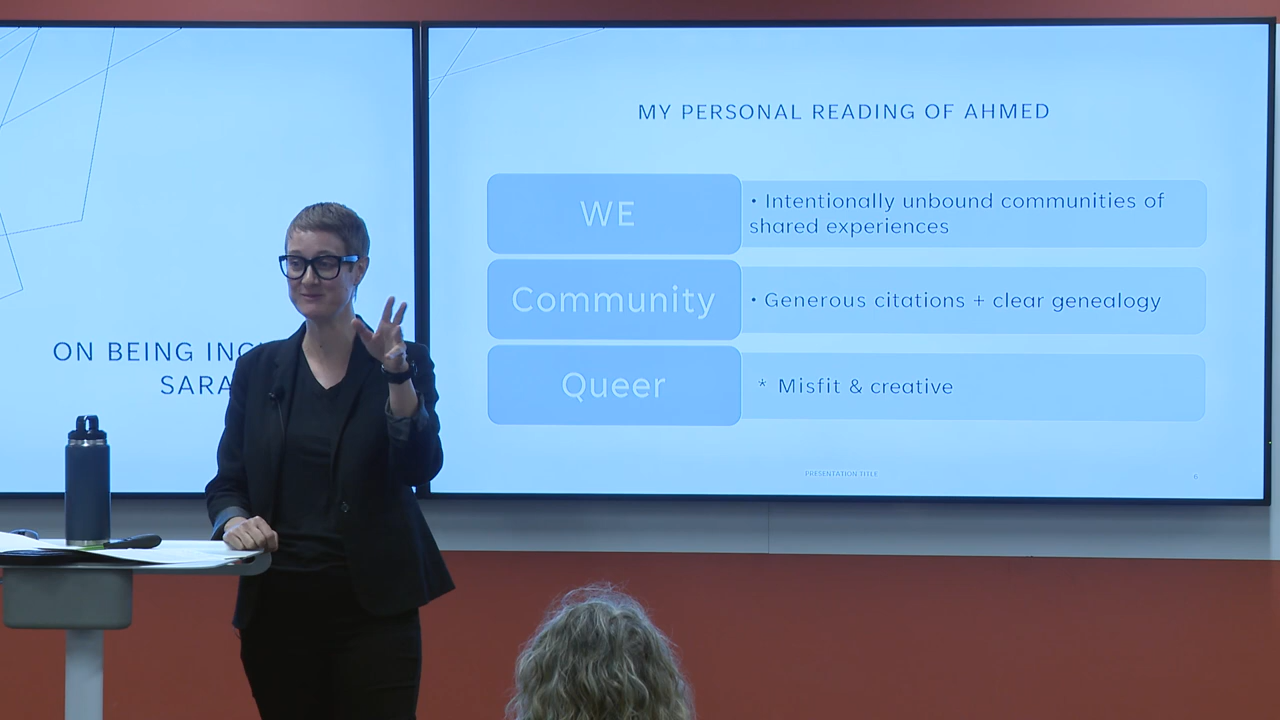 ON BEING
SARA
MY PERSONAL READING OF AHMED
WE
• Intentionally unbound communities of
shared experiences
Community
• Generous citations + clear genealogy
Queer
* Misfit & creative
PRESENTATION TITLE
6